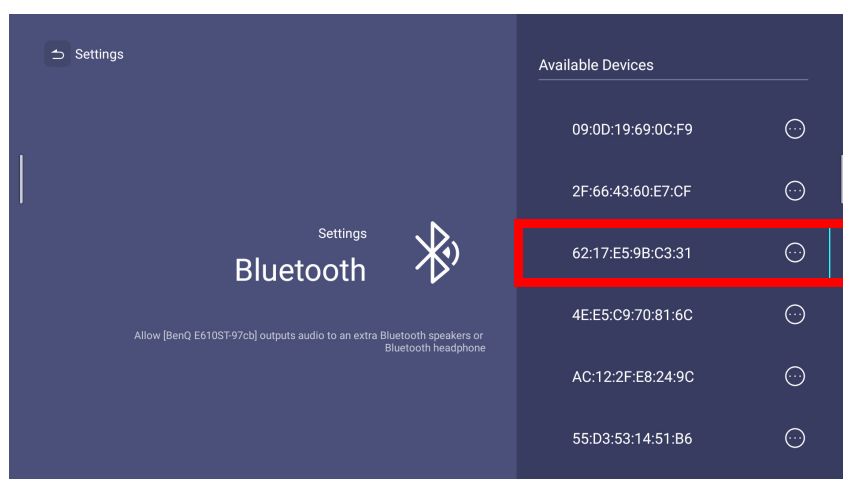 Settings
Settings
Bluetooth
Allow [BenQ E610ST-97cb] outputs audio to an extra Bluetooth speakers or
Bluetooth headphone
Available Devices
09:0D:19:69:0C:F9
2F:66:43:60:E7:CF
62:17:E5:9B:C3:31
4E:E5:C9:70:81:6C
AC:12:2F:E8:24:9C
55:D3:53:14:51:B6